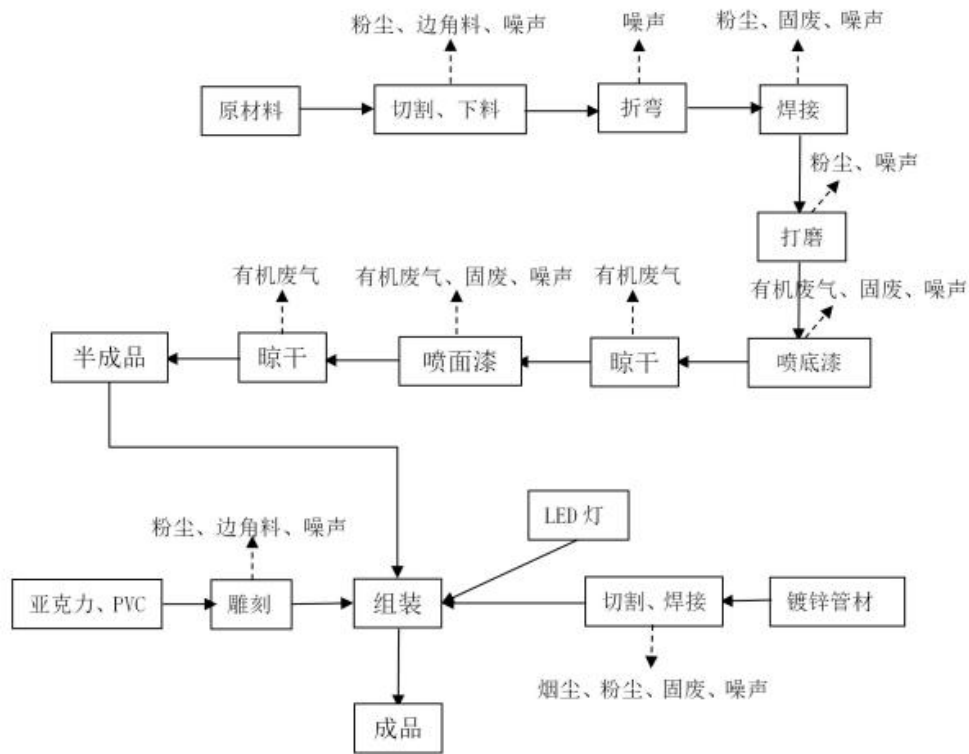 粉尘、边角料、噪声
噪声
粉尘、固废、噪声
原材料
切割、下料
折弯
焊接
粉尘、噪声
打磨
有机废气
有机废气、固废、噪声
有机废气
有机废气、固废、噪声
半成品
晾干
喷面漆
晾干
喷底漆
LED灯
粉尘、边角料、噪声
亚克力、PVC
雕刻
组装
切割、焊接
镀锌管材
烟尘、粉尘、固废、噪声
成品